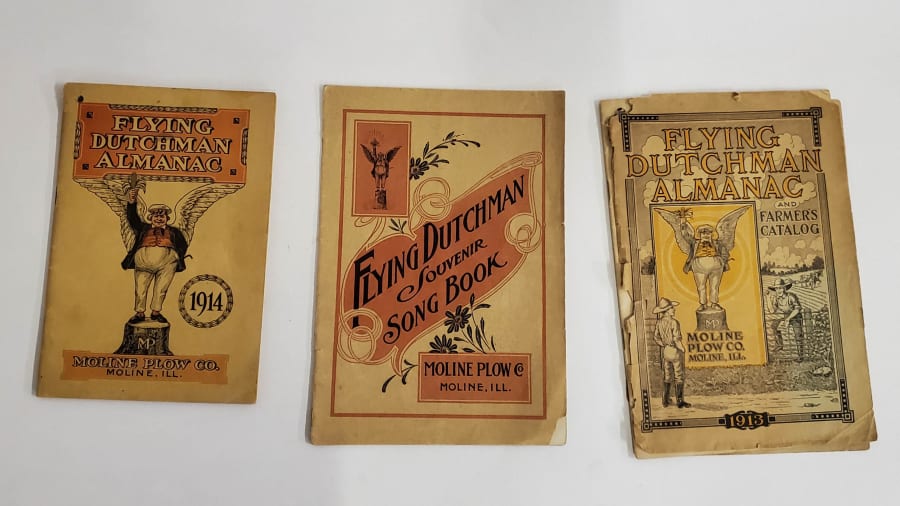 FLYING
DUTCHMAN
ALMANAC
1914
MP
MOLINE PLOW CO.
MOLINE, ILL.
FLYING DUTCHMAN
SOUVENIR
SONG BOOK
MOLINE PLOW CO
MOLINE, ILL.
FLYING
DUTCHMAN
ALMANAC
AND
FARMER'S
CATALOG
MP
MOLINE
PLOW CO.
MOLINE, ILL.
1913